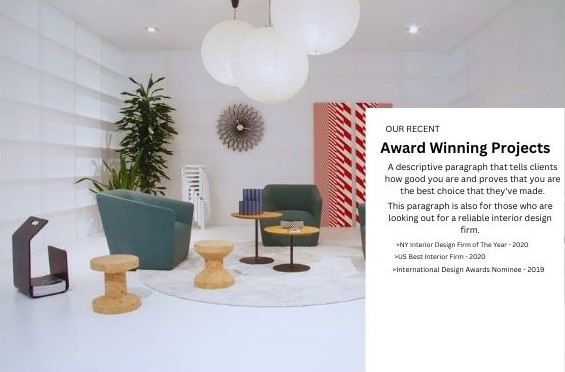 OUR RECENT
Award Winning Projects
A descriptive paragraph that tells clients
how good you are and proves that you are
the best choice that they've made.
This paragraph is also for those who are
looking out for a reliable interior design
firm.
>NY Interior Design Firm of The Year - 2020
>US Best Interior Firm - 2020
>International Design Awards Nominee - 2019